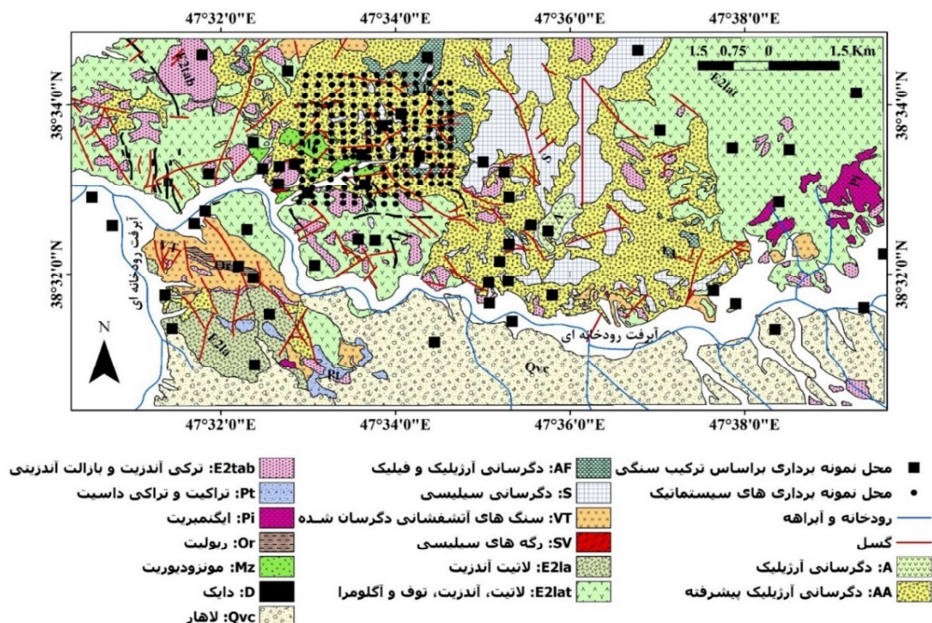 47°32'0"E 47°34'0"E 47°36'0"E 47°38'0"E
1.5 0.75 0 1.5 Km
38°34'0"N
38°34'0"N
38°32'0"N
38°32'0"N
E2tab
E2lat
S
A
Pi
Or
E2la
Pt
Qvc
آبرفت رودخانه ای
آبرفت رودخانه ای
N
47°32'0"E 47°34'0"E 47°36'0"E 47°38'0"E
محل نمونه برداری براساس ترکیب سنگی
محل نمونه برداری های سیستماتیک
رودخانه و آبراهه
گسل
A: دگرسانی آرژیلیک
AA: دگرسانی آرژیلیک پیشرفته
AF: دگرسانی آرژیلیک و فیلیک
S: دگرسانی سیلیسی
VT: سنگ های آتشفشانی دگرسان شده
SV: رگه های سیلیسی
E2la: لاتیت آندزیت
E2lat: لاتیت، آندزیت، توف و آگلومرا
E2tab: ترکی آندزیت و بازالت آندزیتی
Pt: تراکیت و تراکی داسیت
Pi: ایگنمبریت
Or: ریولیت
Mz: مونزودیوریت
D: دایک
Qvc: لاهار